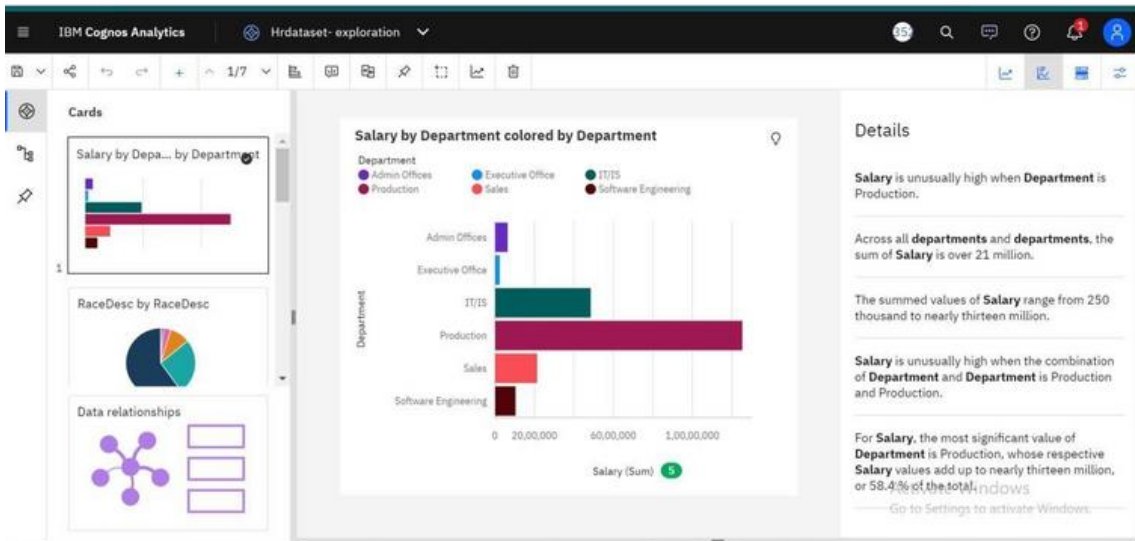 IBM Cognos Analytics
Hrdataset- exploration
1
1/7
Cards
Salary by Depa... by Department
1
RaceDesc by RaceDesc
Data relationships
Salary by Department colored by Department
Department
Admin Offices
Executive Office
IT/IS
Production
Sales
Software Engineering
Department
Admin Offices
Executive Office
IT/IS
Production
Sales
Software Engineering
0 20,00,000 60,00,000 1,00,00,000
Salary (Sum) 5
Details
Salary is unusually high when Department is
Production.
Across all departments and departments, the
sum of Salary is over 21 million.
The summed values of Salary range from 250
thousand to nearly thirteen million.
Salary is unusually high when the combination
of Department and Department is Production
and Production.
For Salary, the most significant value of
Department is Production, whose respective
Salary values add up to nearly thirteen million,
or 58.4 % of the total.
Activate Windows
Go to Settings to activate Windows.